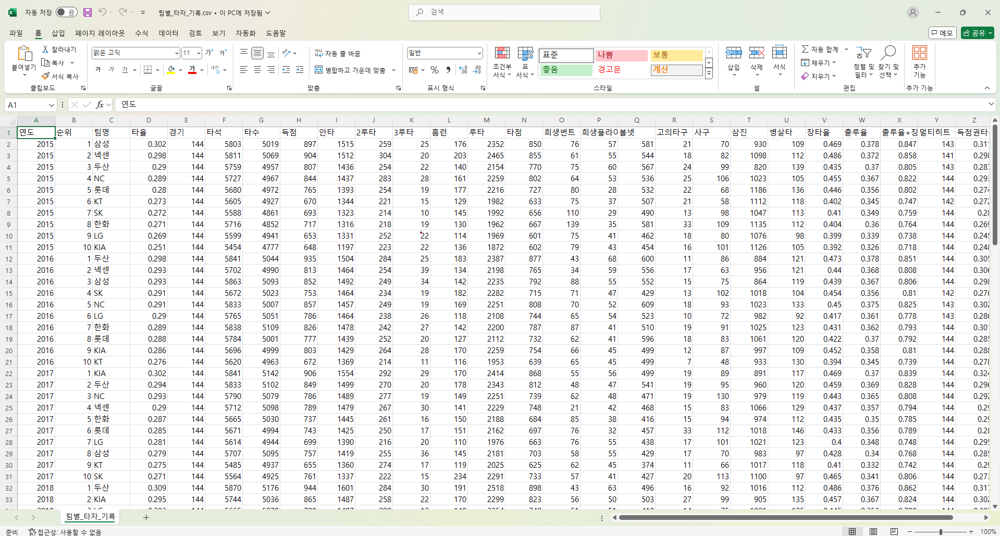 자동 저장 끔 팀별_타자_기록.csv • 이 PC에 저장됨 검색
파일 홈 삽입 페이지 레이아웃 수식 데이터 검토 보기 자동화 도움말 메모 공유
붙여넣기 잘라내기 복사 서식 복사 클립보드
맑은 고딕 11 가 가 가 가 가 가 내천 글꼴
자동 줄 바꿈 병합하고 가운데 맞춤 맞춤
일반 % 표시 형식
조건부 서식 표 서식 표준 나쁨 보통 좋음 경고문 계산 스타일
삽입 삭제 서식 셀
자동 합계 채우기 지우기 정렬 및 필터 찾기 및 선택 편집
추가 기능 추가 기능
A1 fx 연도
A B C D E F G H I J K L M N O P Q R S T U V W X Y Z
1 연도 순위 팀명 타율 경기 타석 타수 득점 안타 2루타 3루타 홈런 루타 타점 희생번트 희생플라이 볼넷 고의타구 사구 삼진 병살타 장타율 출루율 출루율+장 멀티히트 득점권타
2 2015 1 삼성 0.302 144 5803 5019 897 1515 259 25 176 2352 850 76 57 581 21 70 930 109 0.469 0.378 0.847 143 0.311
3 2015 2 넥센 0.298 144 5811 5069 904 1512 304 20 203 2465 855 61 55 544 18 82 1098 112 0.486 0.372 0.858 141 0.298
4 2015 3 두산 0.29 144 5759 4957 807 1436 254 22 140 2154 770 75 60 567 24 99 820 139 0.435 0.37 0.805 143 0.287
5 2015 4 NC 0.289 144 5727 4967 844 1437 283 28 161 2259 802 64 53 536 25 106 1023 105 0.455 0.367 0.822 144 0.293
6 2015 5 롯데 0.28 144 5680 4972 765 1393 254 19 177 2216 727 80 28 532 22 68 1186 136 0.446 0.356 0.802 144 0.274
7 2015 6 KT 0.273 144 5605 4927 670 1344 221 15 129 1982 633 75 37 507 21 58 1112 118 0.402 0.345 0.747 142 0.272
8 2015 7 SK 0.272 144 5588 4861 693 1323 214 10 145 1992 656 110 29 490 13 98 1047 113 0.41 0.349 0.759 144 0.28
9 2015 8 한화 0.271 144 5716 4852 717 1316 218 19 130 1962 667 139 35 581 33 109 1135 112 0.404 0.36 0.764 144 0.269
10 2015 9 LG 0.269 144 5599 4941 653 1331 252 22 114 1969 601 75 41 462 18 80 1076 98 0.399 0.339 0.738 144 0.245
11 2015 10 KIA 0.251 144 5454 4777 648 1197 223 22 136 1872 602 79 43 454 16 101 1126 105 0.392 0.326 0.718 144 0.248
12 2016 1 두산 0.298 144 5841 5044 935 1504 284 25 183 2387 877 43 68 600 11 86 884 121 0.473 0.378 0.851 144 0.305
13 2016 2 넥센 0.293 144 5702 4990 813 1464 254 39 134 2198 765 34 59 556 17 63 956 121 0.44 0.368 0.808 144 0.306
14 2016 3 삼성 0.293 144 5863 5093 852 1492 249 34 142 2235 792 88 55 552 15 75 864 119 0.439 0.367 0.806 144 0.298
15 2016 4 SK 0.291 144 5672 5023 753 1464 234 19 182 2282 715 71 47 429 13 102 1018 104 0.454 0.356 0.81 142 0.276
16 2016 5 NC 0.291 144 5833 5007 857 1457 249 19 169 2251 808 70 52 609 18 93 1023 133 0.45 0.375 0.825 143 0.302
17 2016 6 LG 0.29 144 5765 5051 786 1464 238 26 118 2108 744 65 54 523 10 72 982 92 0.417 0.361 0.778 143 0.286
18 2016 7 한화 0.289 144 5838 5109 826 1478 242 27 142 2200 787 87 41 510 19 91 1025 123 0.431 0.362 0.793 144 0.301
19 2016 8 롯데 0.288 144 5784 5001 777 1439 252 20 127 2112 732 62 41 596 18 83 1061 120 0.422 0.37 0.792 144 0.285
20 2016 9 KIA 0.286 144 5696 4999 803 1429 264 28 170 2259 754 66 45 499 12 87 997 109 0.452 0.358 0.81 144 0.288
21 2016 10 KT 0.276 144 5620 4963 672 1369 214 11 116 1953 639 65 45 499 7 48 933 130 0.394 0.345 0.739 144 0.278
22 2017 1 KIA 0.302 144 5841 5142 906 1554 292 29 170 2414 868 55 56 499 19 89 891 117 0.469 0.37 0.839 144 0.324
23 2017 2 두산 0.294 144 5833 5102 849 1499 270 20 178 2343 812 48 47 541 19 95 960 120 0.459 0.369 0.828 144 0.296
24 2017 3 NC 0.293 144 5790 5079 786 1489 277 19 149 2251 739 62 48 471 19 130 979 119 0.443 0.365 0.808 144 0.292
25 2017 4 넥센 0.29 144 5712 5098 789 1479 267 30 141 2229 748 21 42 468 15 83 1066 129 0.437 0.357 0.794 144 0.29
26 2017 5 한화 0.287 144 5665 5030 737 1445 261 16 150 2188 684 85 38 416 15 94 974 112 0.435 0.35 0.785 144 0.29
27 2017 6 롯데 0.285 144 5671 4994 743 1425 250 17 151 2162 697 76 32 457 33 112 1018 146 0.433 0.356 0.789 144 0.28
28 2017 7 LG 0.281 144 5614 4944 699 1390 216 20 110 1976 663 76 55 438 17 101 1021 123 0.4 0.348 0.748 144 0.295
29 2017 8 삼성 0.279 144 5707 5095 757 1419 255 36 145 2181 703 58 55 429 17 70 983 97 0.428 0.34 0.768 144 0.285
30 2017 9 KT 0.275 144 5485 4937 655 1360 274 17 119 2025 625 62 45 374 11 66 1017 118 0.41 0.332 0.742 144 0.29
31 2017 10 SK 0.271 144 5564 4925 761 1337 222 15 234 2291 733 57 41 427 20 113 1100 97 0.465 0.341 0.806 144 0.273
32 2018 1 두산 0.309 144 5870 5176 944 1601 284 30 191 2518 898 43 63 496 16 92 1016 112 0.486 0.376 0.862 144 0.317
33 2018 2 KIA 0.295 144 5744 5036 865 1487 258 22 170 2299 823 56 50 503 27 99 905 135 0.457 0.367 0.824 144 0.302
팀별_타자_기록
준비 접근성: 사용할 수 없음 100%